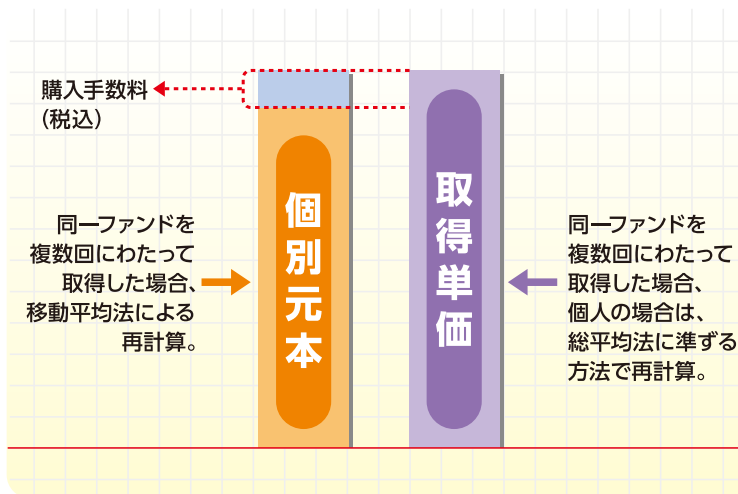 購入手数料
(税込)
個別元本
取得単価
同一ファンドを
複数回にわたって
取得した場合、
移動平均法による
再計算。
同一ファンドを
複数回にわたって
取得した場合、
個人の場合は、
総平均法に準ずる
方法で再計算。